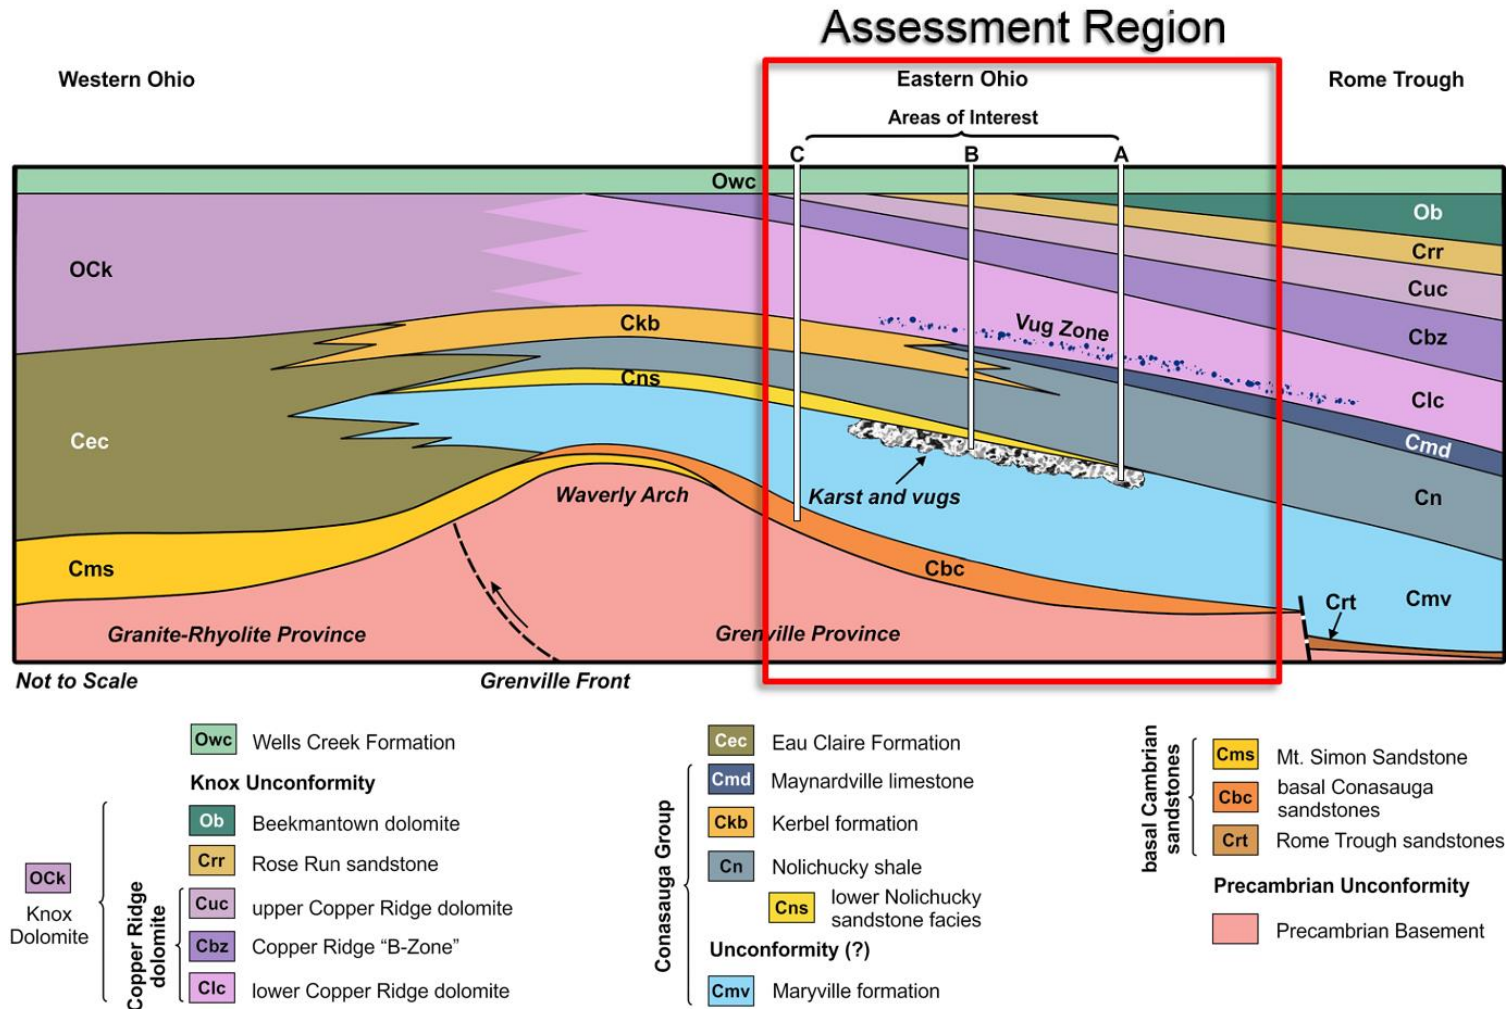 Assessment Region
Western Ohio
Eastern Ohio
Rome Trough
Areas of Interest
C
B
A
Owc
Ob
Crr
OCk
Cuc
Ckb
Vug Zone
Cbz
Cns
Clc
Cec
Cmd
Waverly Arch
Karst and vugs
Cn
Cms
Cbc
Crt
Cmv
Granite-Rhyolite Province
Grenville Province
Not to Scale
Grenville Front
Owc Wells Creek Formation
Knox Unconformity
Ob Beekmantown dolomite
Crr Rose Run sandstone
OCk
Knox
Dolomite
Copper Ridge
dolomite
Cuc upper Copper Ridge dolomite
Cbz Copper Ridge “B-Zone”
Clc lower Copper Ridge dolomite
Cec Eau Claire Formation
Conasauga Group
Cmd Maynardville limestone
Ckb Kerbel formation
Cn Nolichucky shale
Cns lower Nolichucky
sandstone facies
Unconformity (?)
Cmv Maryville formation
basal Cambrian
sandstones
Cms Mt. Simon Sandstone
Cbc basal Conasauga
sandstones
Crt Rome Trough sandstones
Precambrian Unconformity
Precambrian Basement